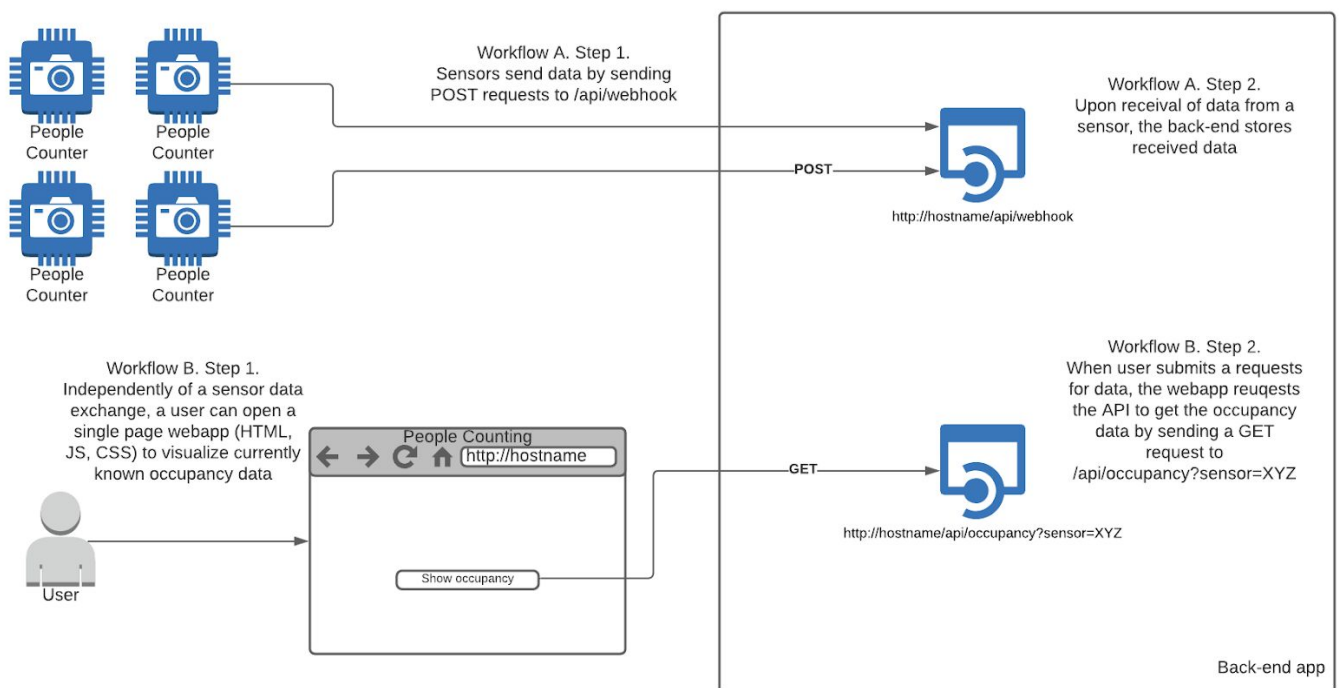 People
Counter
People
Counter
People
Counter
People
Counter
Workflow A. Step 1.
Sensors send data by sending
POST requests to /api/webhook
POST
Workflow A. Step 2.
Upon receival of data from a
sensor, the back-end stores
received data
http://hostname/api/webhook
Workflow B. Step 1.
Independently of a sensor data
exchange, a user can open a
single page webapp (HTML,
JS, CSS) to visualize currently
known occupancy data
User
People Counting
http://hostname
Show occupancy
GET
Workflow B. Step 2.
When user submits a requests
for data, the webapp reuqests
the API to get the occupancy
data by sending a GET
request to
/api/occupancy?sensor=XYZ
http://hostname/api/occupancy?sensor=XYZ
Back-end app